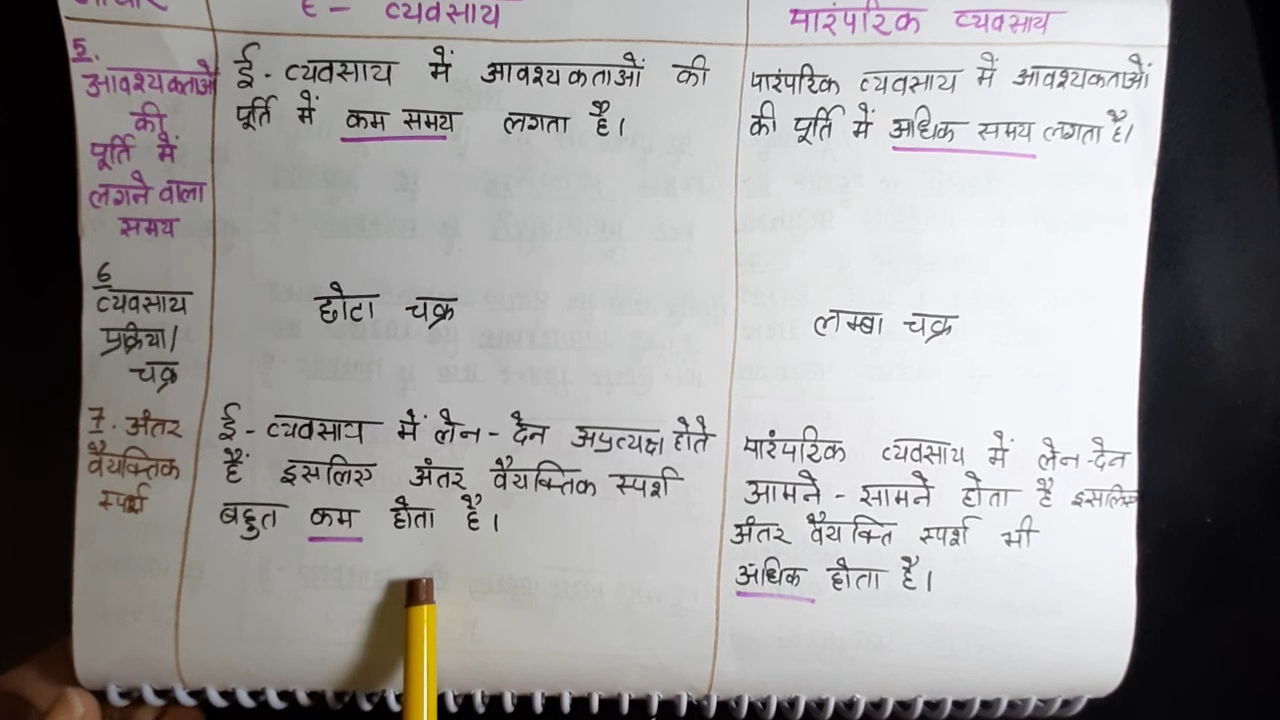 आधार
ई - व्यवसाय
पारंपरिक व्यवसाय
5.
आवश्यकताओं
की
पूर्ति में
लगने वाला
समय
ई - व्यवसाय में आवश्यकताओं की
पूर्ति में कम समय लगता है।
पारंपरिक व्यवसाय में आवश्यकताओं
की पूर्ति में अधिक समय लगता है।
6
व्यवसाय
प्रक्रिया।
चक्र
छोटा चक्र
लम्बा चक्र
7. अंतर
वैयक्तिक
स्पर्श
ई - व्यवसाय में लेन - देन अप्रत्यक्ष होते
हैं इसलिए अंतर वैयक्तिक स्पर्श
बहुत कम होता है।
पारंपरिक व्यवसाय में लेन - देन
आमने - सामने होता है इसलिए
अंतर वैयक्ति स्पर्श भी
अधिक होता है।